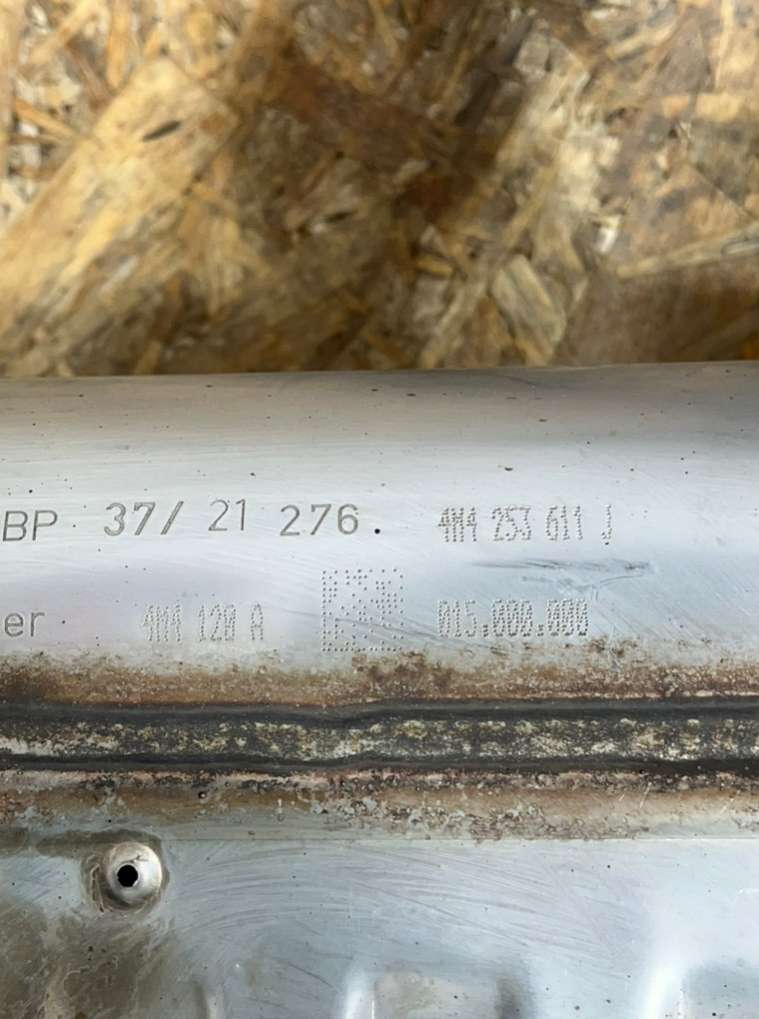 BP 37/ 21 276. 4M4 253 611 J
er 4M4 120 A 015.000.000